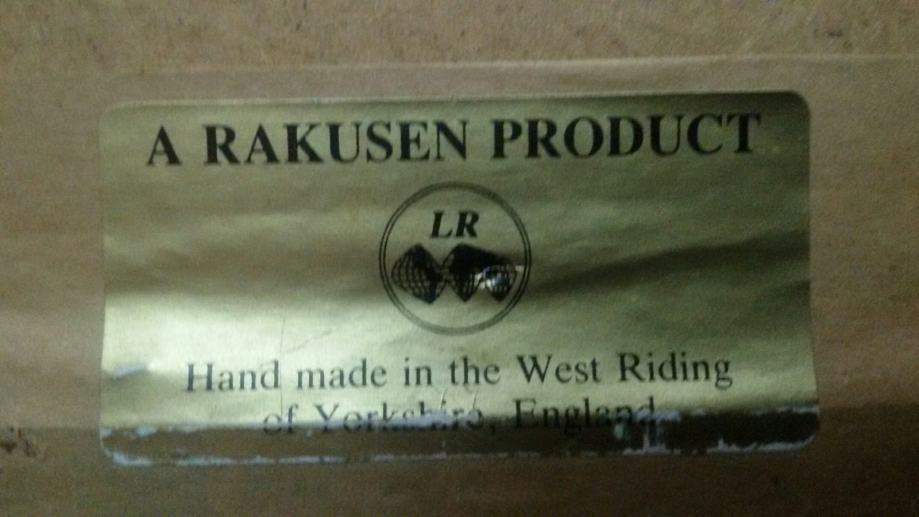 A RAKUSEN PRODUCT
LR
Hand made in the West Riding
of Yorkshire, England